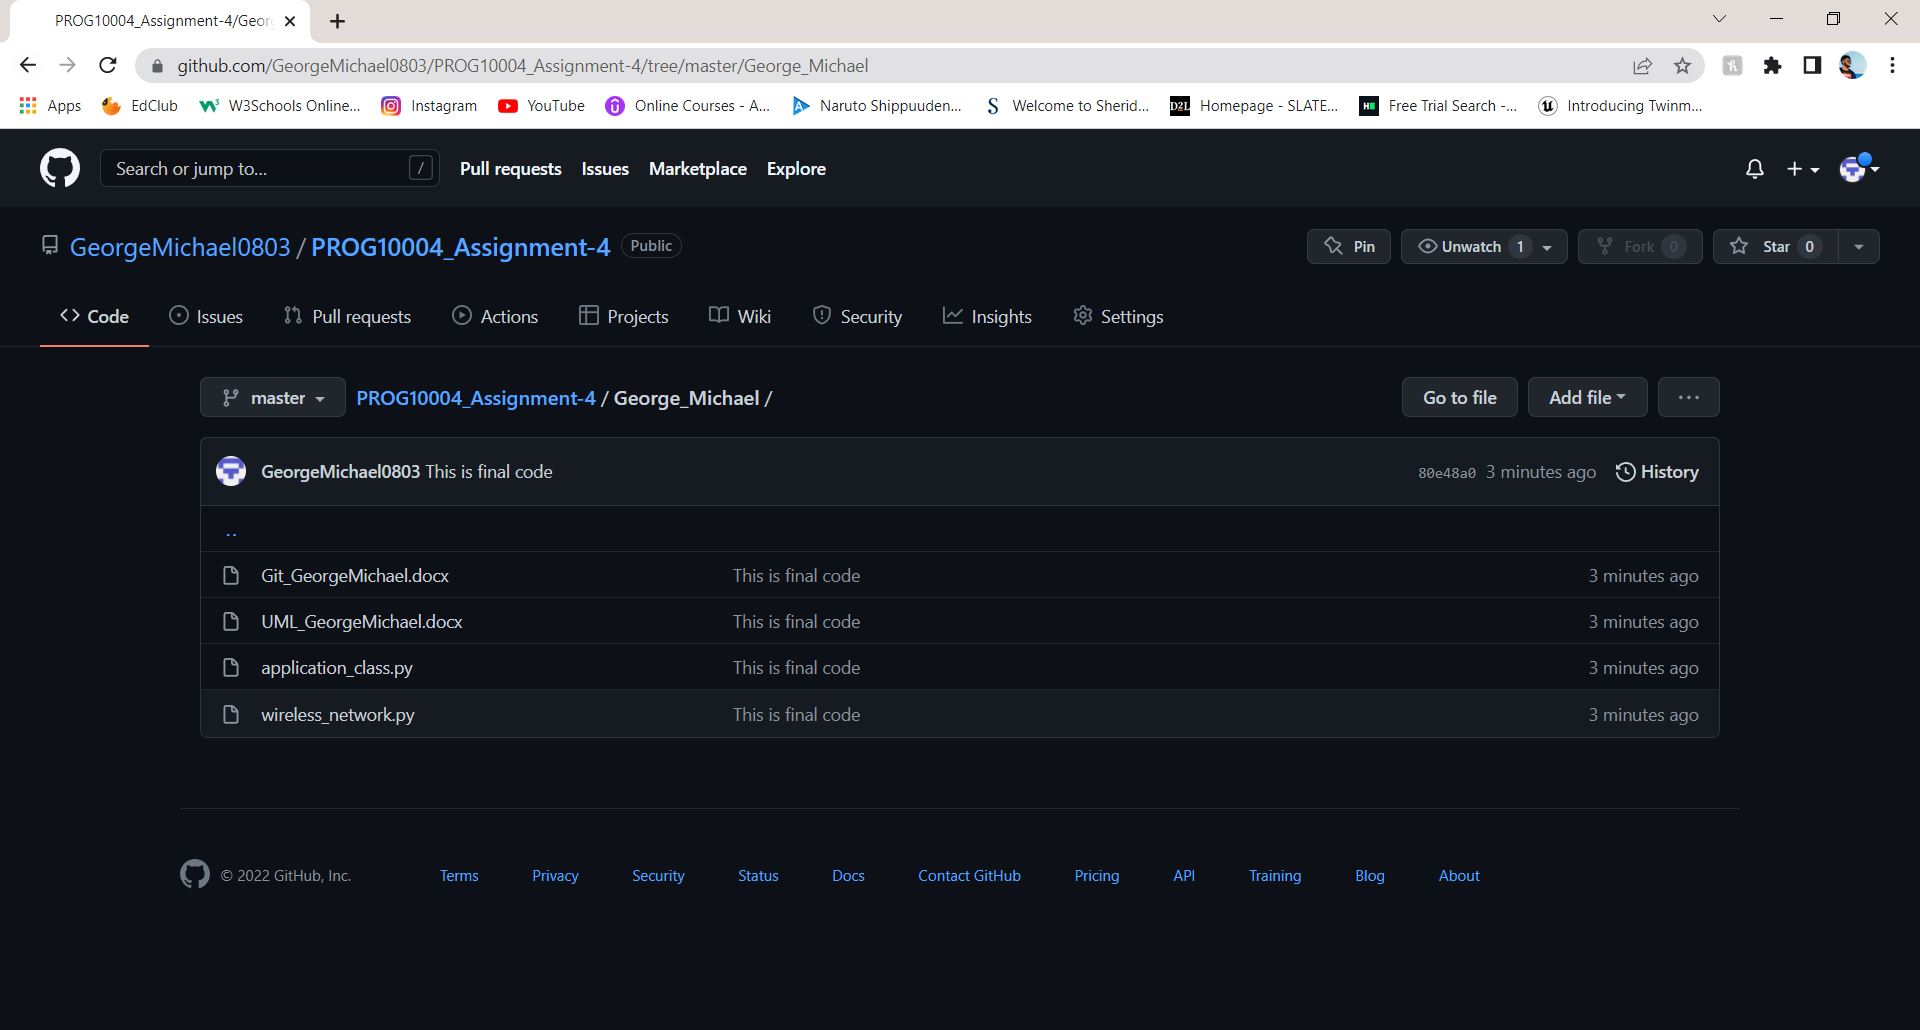 PROG10004_Assignment-4/Geor
github.com/GeorgeMichael0803/PROG10004_Assignment-4/tree/master/George_Michael
Apps EdClub W3Schools Online... Instagram YouTube Online Courses - A... Naruto Shippuuden... Welcome to Sherid... Homepage - SLATE... Free Trial Search -... Introducing Twinm...
Search or jump to... / Pull requests Issues Marketplace Explore
GeorgeMichael0803 / PROG10004_Assignment-4 Public Pin Unwatch 1 Fork 0 Star 0
Code Issues Pull requests Actions Projects Wiki Security Insights Settings
master PROG10004_Assignment-4 / George_Michael / Go to file Add file ...
GeorgeMichael0803 This is final code 80e48a0 3 minutes ago History
..
Git_GeorgeMichael.docx This is final code 3 minutes ago
UML_GeorgeMichael.docx This is final code 3 minutes ago
application_class.py This is final code 3 minutes ago
wireless_network.py This is final code 3 minutes ago
© 2022 GitHub, Inc. Terms Privacy Security Status Docs Contact GitHub Pricing API Training Blog About